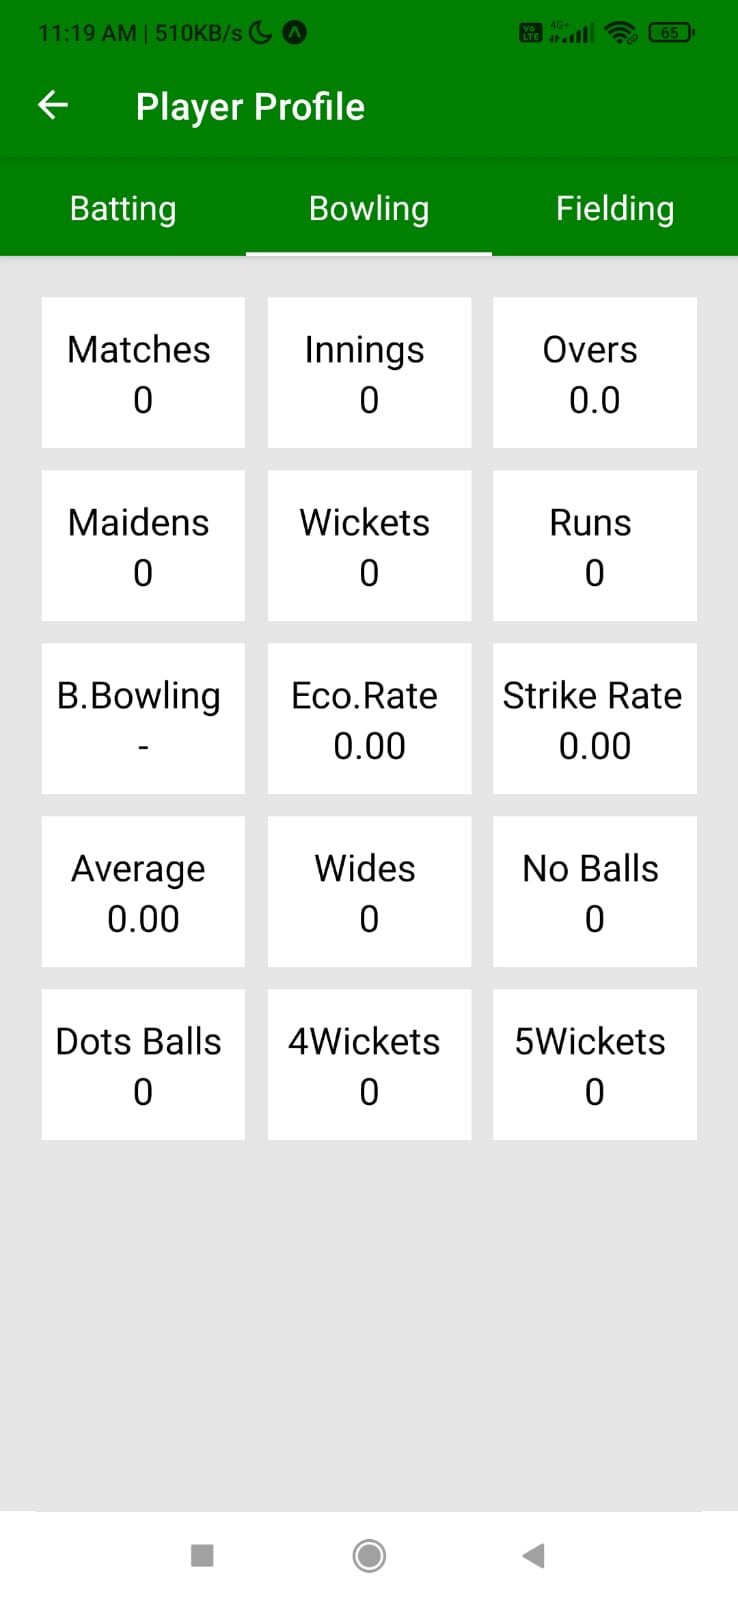 11:19 AM | 510KB/s
Vo LTE 4G+ 65
Player Profile
Batting Bowling Fielding
Matches Innings Overs
0 0 0.0
Maidens Wickets Runs
0 0 0
B.Bowling Eco.Rate Strike Rate
- 0.00 0.00
Average Wides No Balls
0.00 0 0
Dots Balls 4Wickets 5Wickets
0 0 0